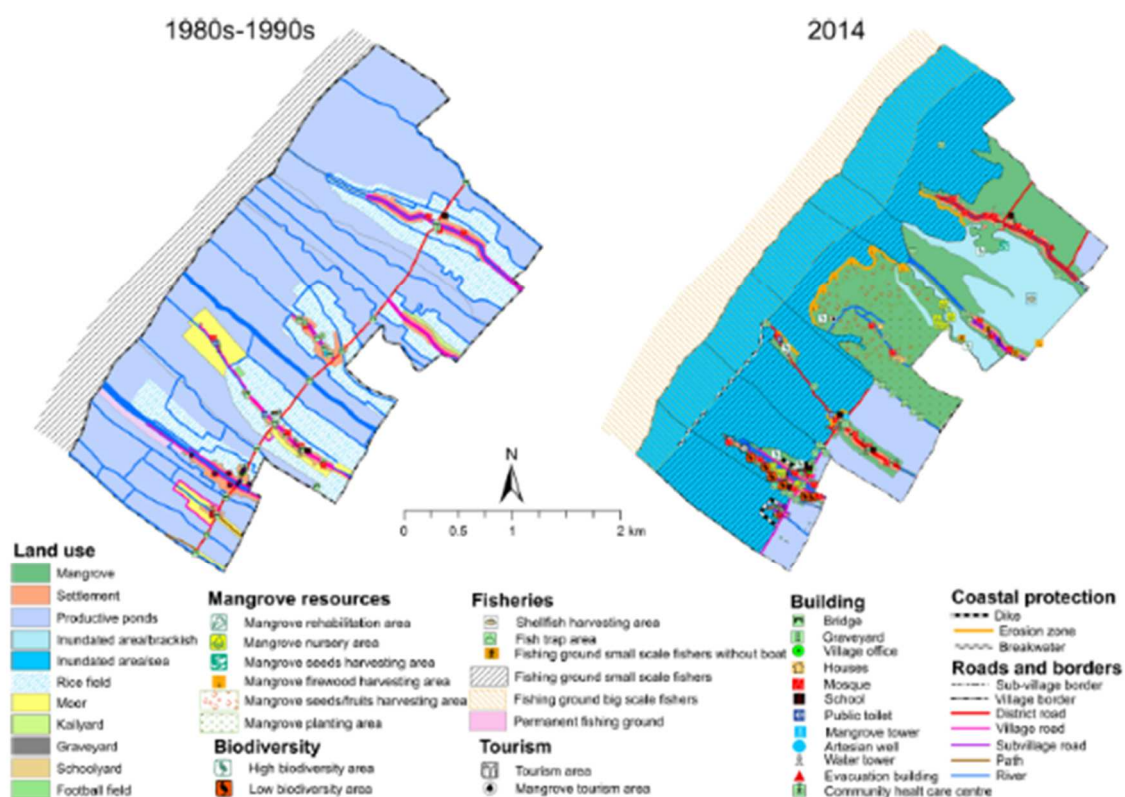 1980s-1990s
2014
N
0 0.5 1 2 km
Land use
Mangrove
Settlement
Productive ponds
Inundated area/brackish
Inundated area/sea
Rice field
Moor
Kailyard
Graveyard
Schoolyard
Football field
Mangrove resources
Mangrove rehabilitation area
Mangrove nursery area
Mangrove seeds harvesting area
Mangrove firewood harvesting area
Mangrove seeds/fruits harvesting area
Mangrove planting area
Biodiversity
High biodiversity area
Low biodiversity area
Fisheries
Shellfish harvesting area
Fish trap area
Fishing ground small scale fishers without boat
Fishing ground small scale fishers
Fishing ground big scale fishers
Permanent fishing ground
Tourism
Tourism area
Mangrove tourism area
Building
Bridge
Graveyard
Village office
Houses
Mosque
School
Public toilet
Mangrove tower
Artesian well
Water tower
Evacuation building
Community healt care centre
Coastal protection
Dike
Erosion zone
Breakwater
Roads and borders
Sub-village border
Village border
District road
Village road
Subvillage road
Path
River